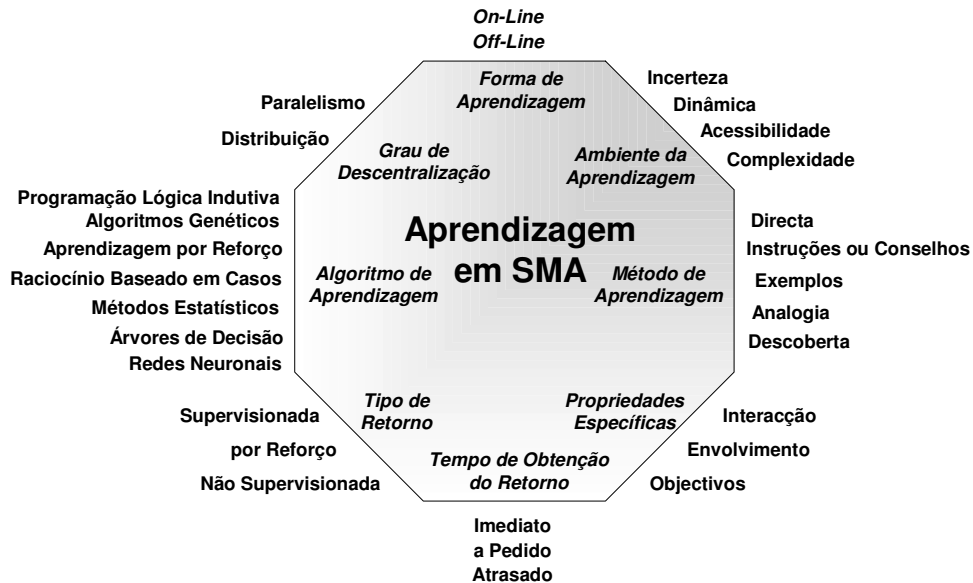 On-Line
Off-Line
Forma de
Aprendizagem
Incerteza
Dinâmica
Acessibilidade
Complexidade
Paralelismo
Distribuição
Grau de
Descentralização
Ambiente da
Aprendizagem
Programação Lógica Indutiva
Algoritmos Genéticos
Aprendizagem por Reforço
Raciocínio Baseado em Casos
Métodos Estatísticos
Árvores de Decisão
Redes Neuronais
Algoritmo de
Aprendizagem
Aprendizagem
em SMA
Método de
Aprendizagem
Directa
Instruções ou Conselhos
Exemplos
Analogia
Descoberta
Supervisionada
por Reforço
Não Supervisionada
Tipo de
Retorno
Propriedades
Específicas
Interacção
Envolvimento
Objectivos
Tempo de Obtenção
do Retorno
Imediato
a Pedido
Atrasado